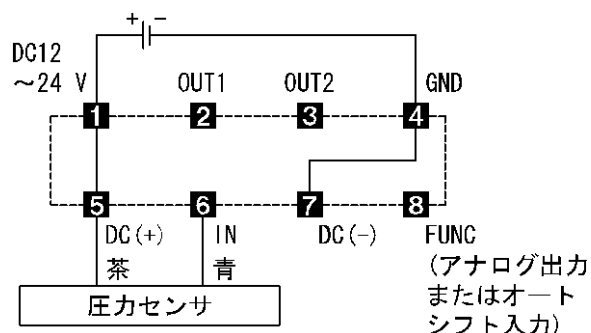 + -
DC12
～24 V
OUT1
OUT2
GND
1
2
3
4
5
6
7
8
DC(+)
IN
DC(-)
FUNC
茶
青
(アナログ出力
またはオート
シフト入力)
圧力センサ